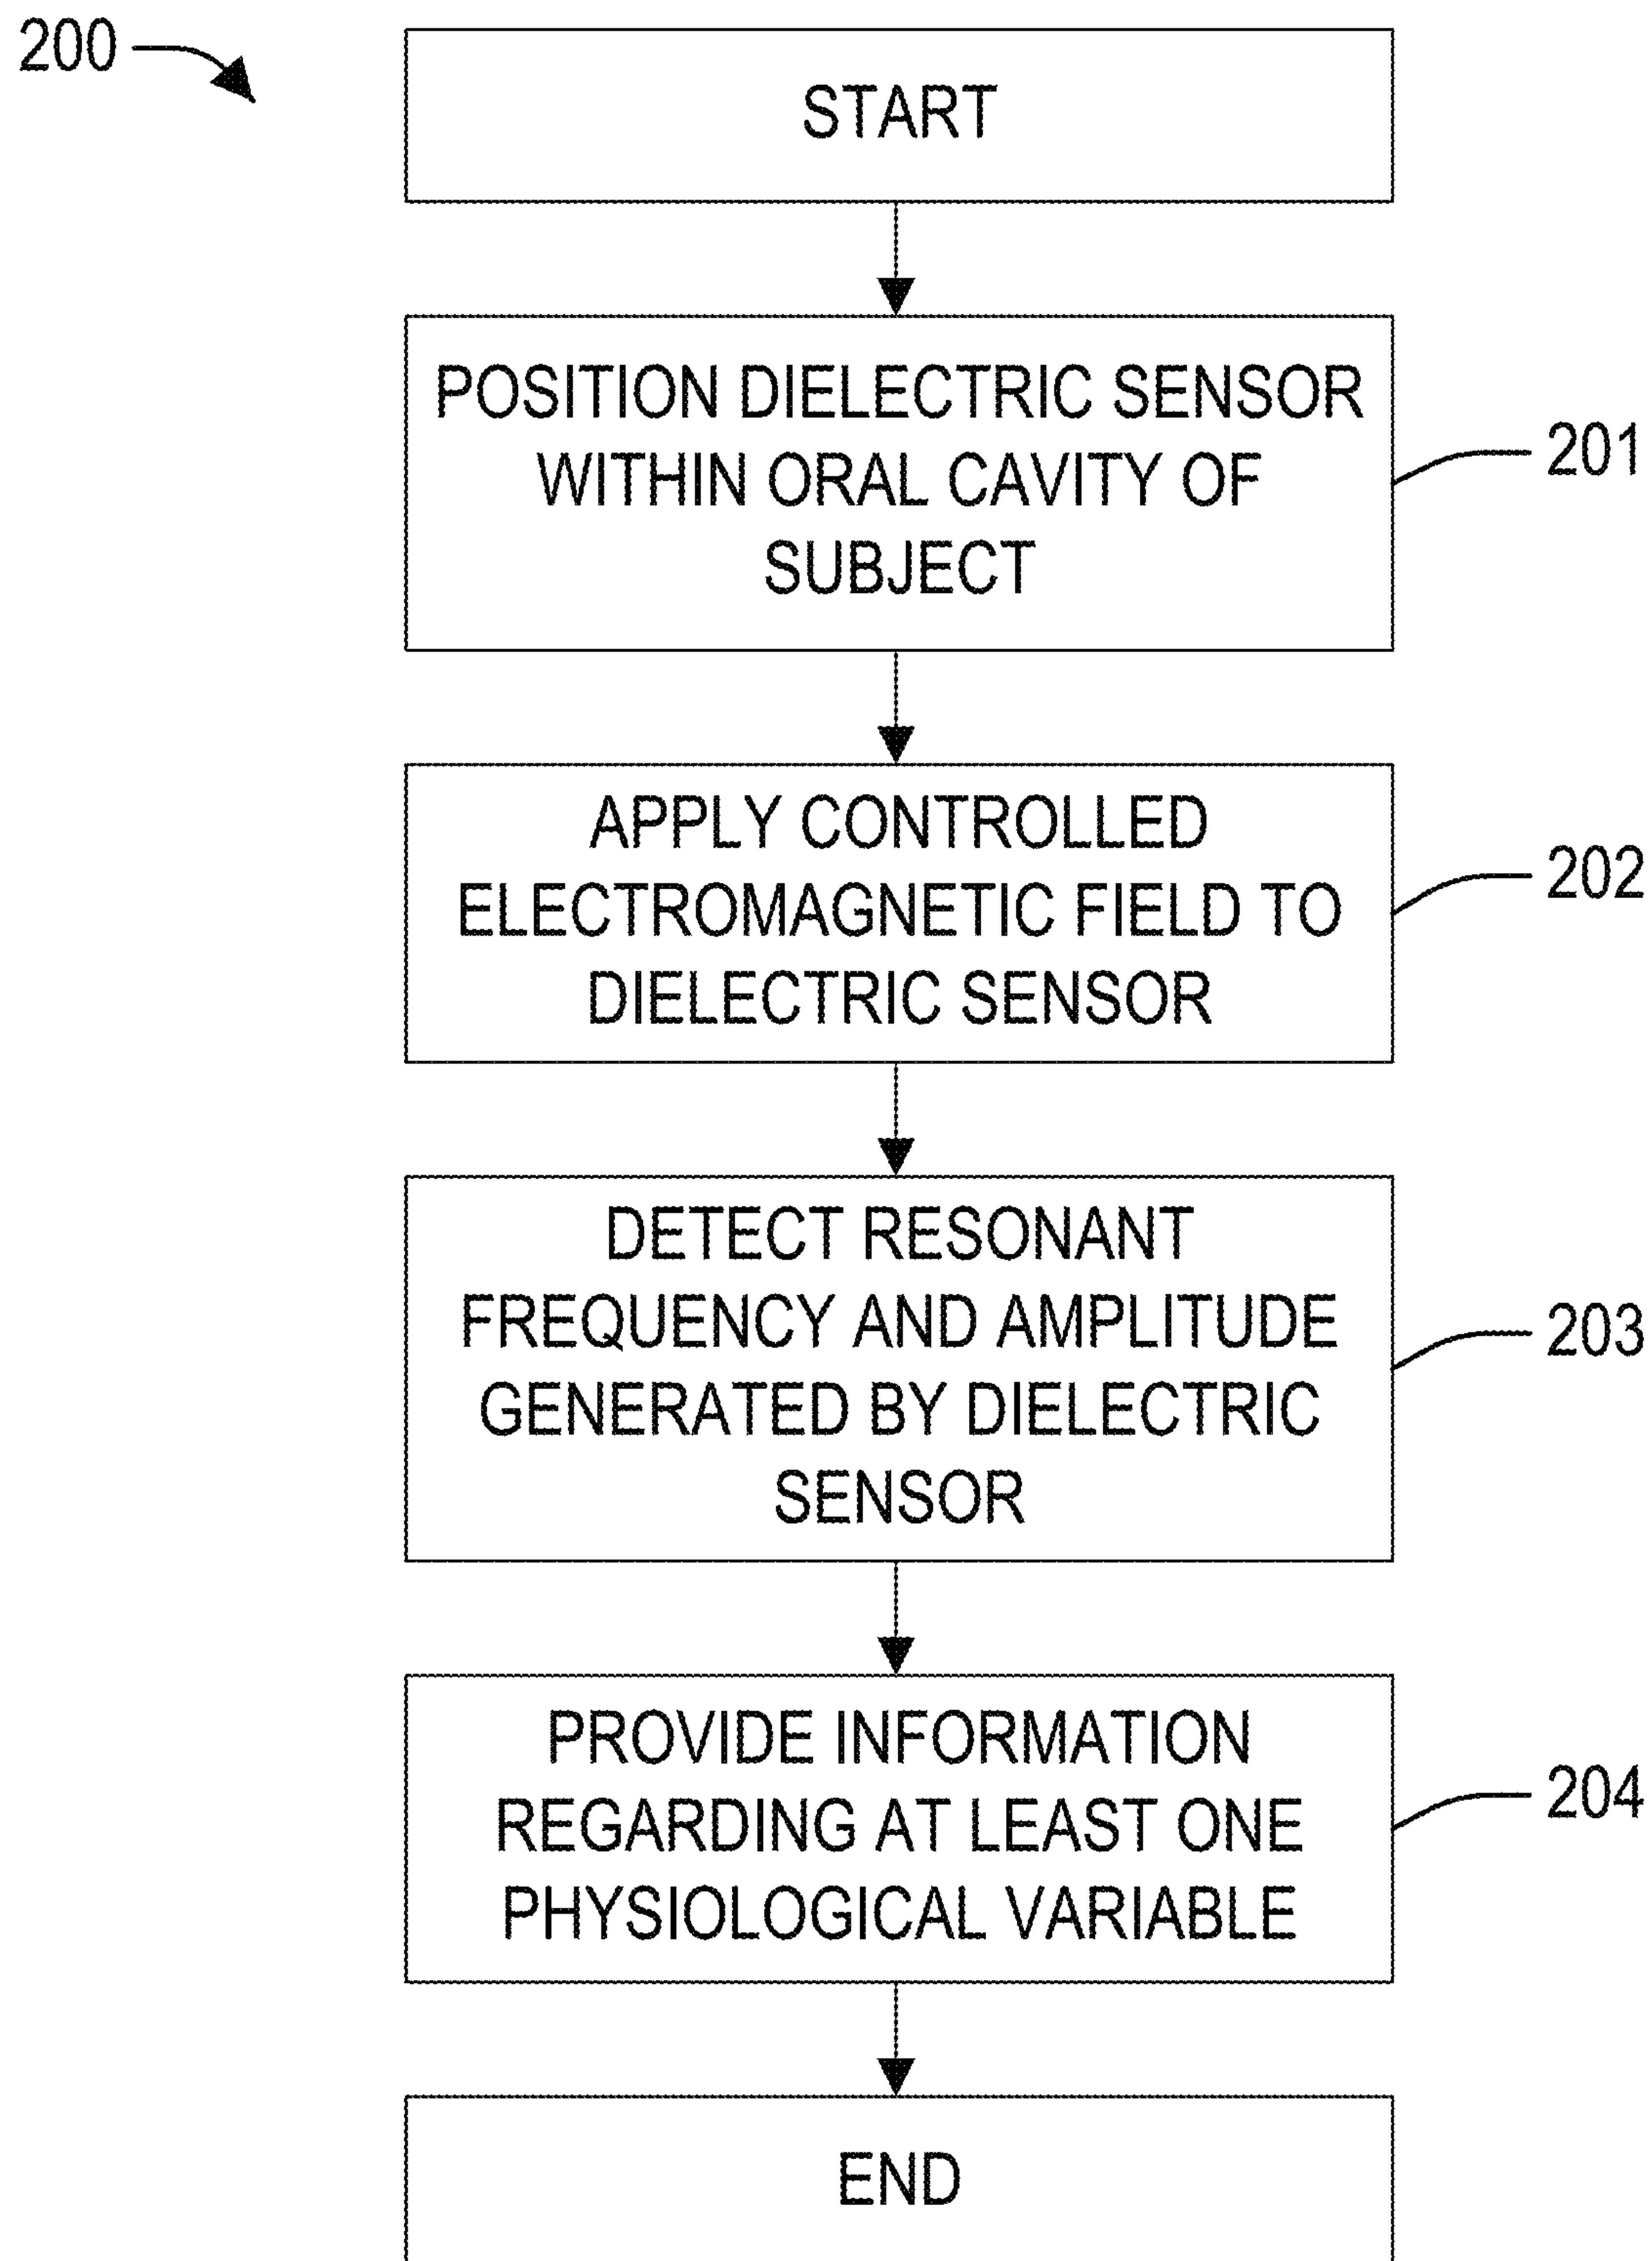 200
START
POSITION DIELECTRIC SENSOR
WITHIN ORAL CAVITY OF
SUBJECT
201
APPLY CONTROLLED
ELECTROMAGNETIC FIELD TO
DIELECTRIC SENSOR
202
DETECT RESONANT
FREQUENCY AND AMPLITUDE
GENERATED BY DIELECTRIC
SENSOR
203
PROVIDE INFORMATION
REGARDING AT LEAST ONE
PHYSIOLOGICAL VARIABLE
204
END